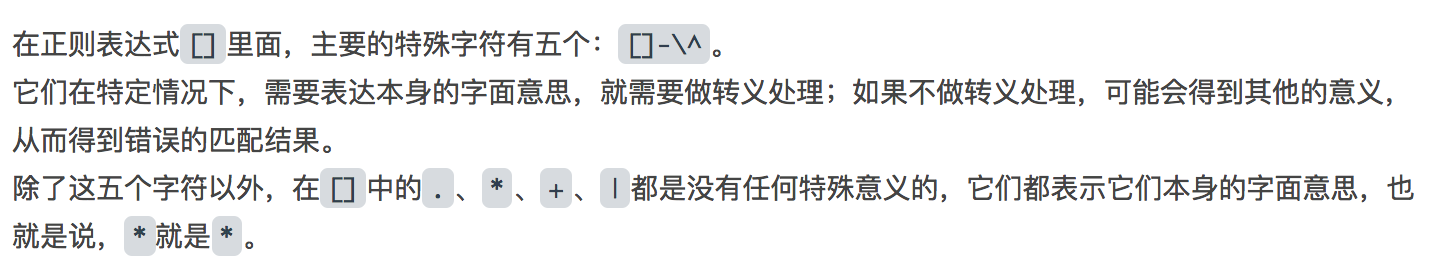 在正则表达式[]里面，主要的特殊字符有五个：[]-\^。
它们在特定情况下，需要表达本身的字面意思，就需要做转义处理；如果不做转义处理，可能会得到其他的意义，
从而得到错误的匹配结果。
除了这五个字符以外，在[]中的.、*、+、|都是没有任何特殊意义的，它们都表示它们本身的字面意思，也
就是说，*就是*。